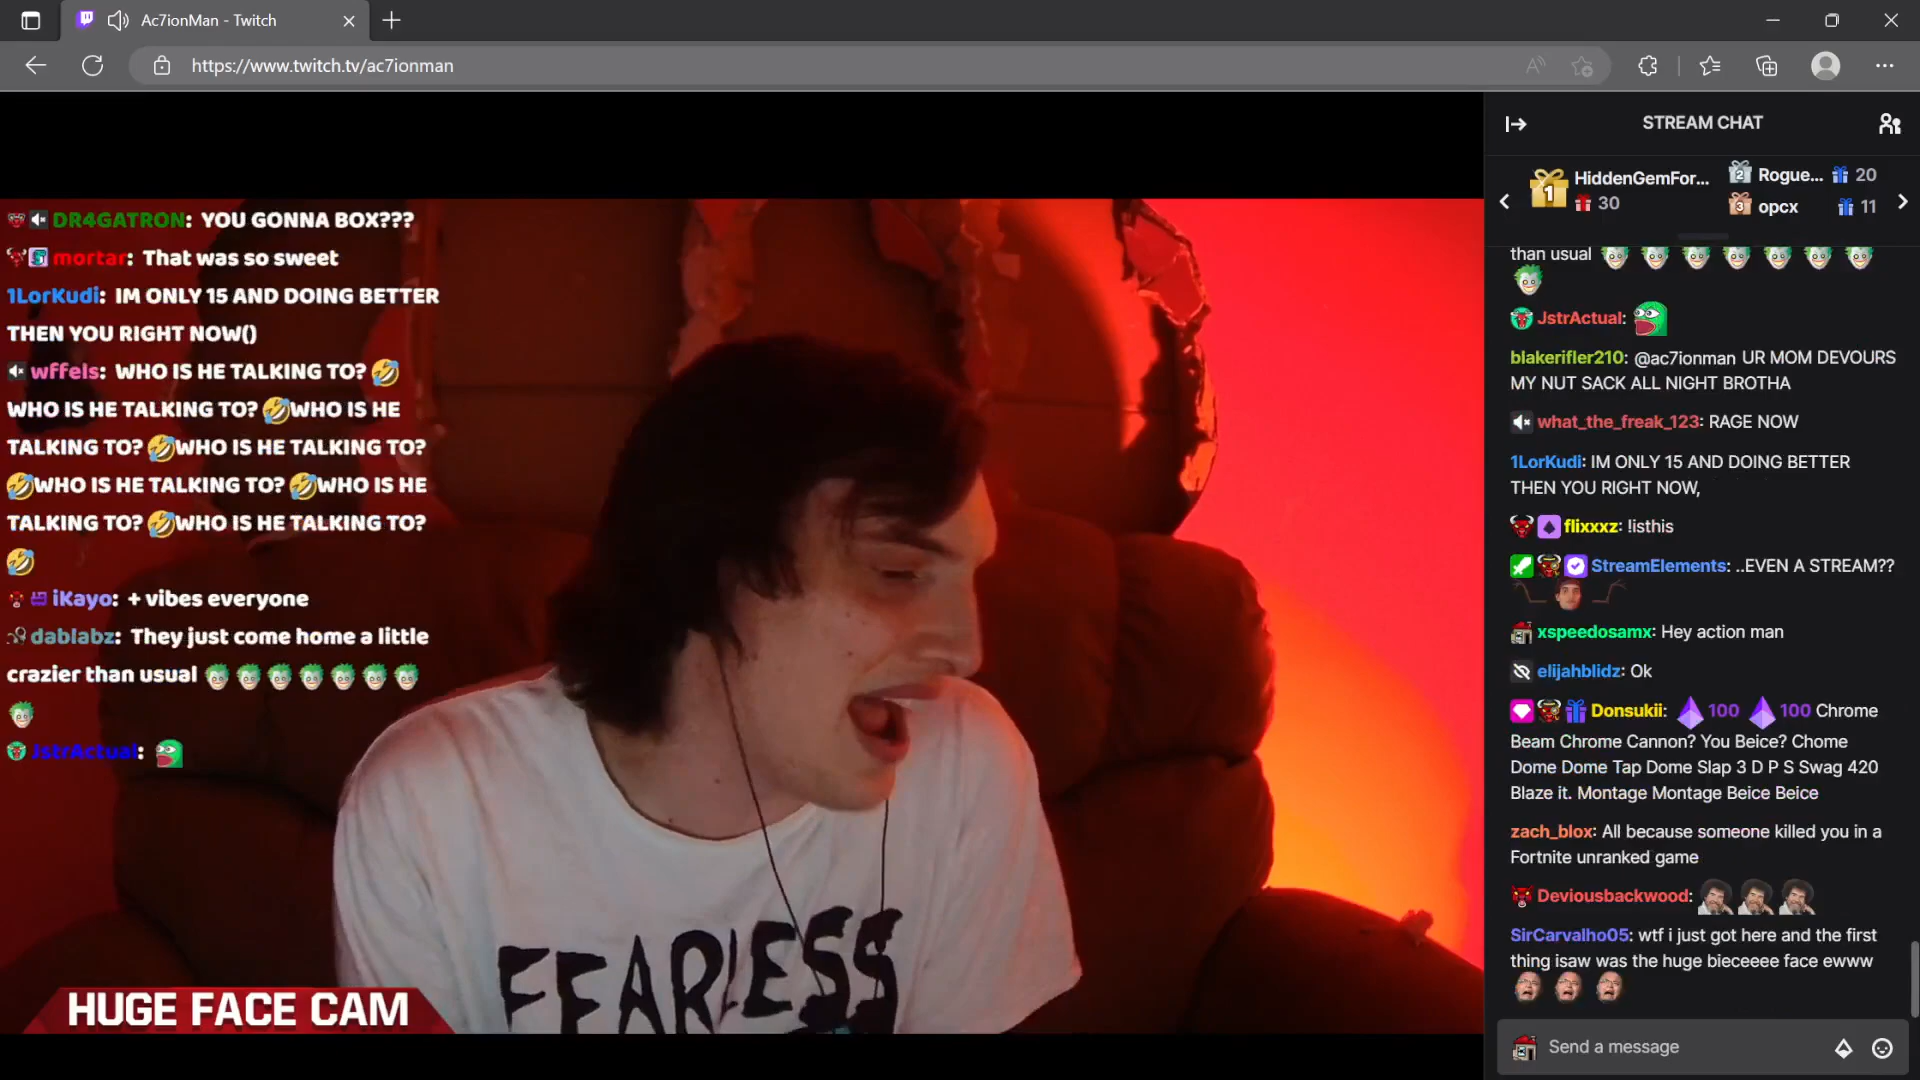 Ac7ionMan - Twitch
https://www.twitch.tv/ac7ionman
DR4GATRON: YOU GONNA BOX???
mortar: That was so sweet
1LorKudi: IM ONLY 15 AND DOING BETTER
THEN YOU RIGHT NOW()
wffels: WHO IS HE TALKING TO? 🤣
WHO IS HE TALKING TO? 🤣WHO IS HE
TALKING TO? 🤣WHO IS HE TALKING TO?
🤣WHO IS HE TALKING TO? 🤣WHO IS HE
TALKING TO? 🤣WHO IS HE TALKING TO?
🤣
iKayo: + vibes everyone
dablabz: They just come home a little
crazier than usual
JstrActual:
FEARLESS
HUGE FACE CAM
STREAM CHAT
1 HiddenGemFor...
30
2 Rogue... 20
3 opcx 11
than usual
JstrActual:
blakerifler210: @ac7ionman UR MOM DEVOURS
MY NUT SACK ALL NIGHT BROTHA
what_the_freak_123: RAGE NOW
1LorKudi: IM ONLY 15 AND DOING BETTER
THEN YOU RIGHT NOW,
flixxxz: !isthis
StreamElements: ..EVEN A STREAM??
xspeedosamx: Hey action man
elijahblidz: Ok
Donsukii: 100 100 Chrome
Beam Chrome Cannon? You Beice? Chome
Dome Dome Tap Dome Slap 3 D P S Swag 420
Blaze it. Montage Montage Beice Beice
zach_blox: All because someone killed you in a
Fortnite unranked game
Deviousbackwood:
SirCarvalho05: wtf i just got here and the first
thing isaw was the huge bieceeee face ewww
Send a message